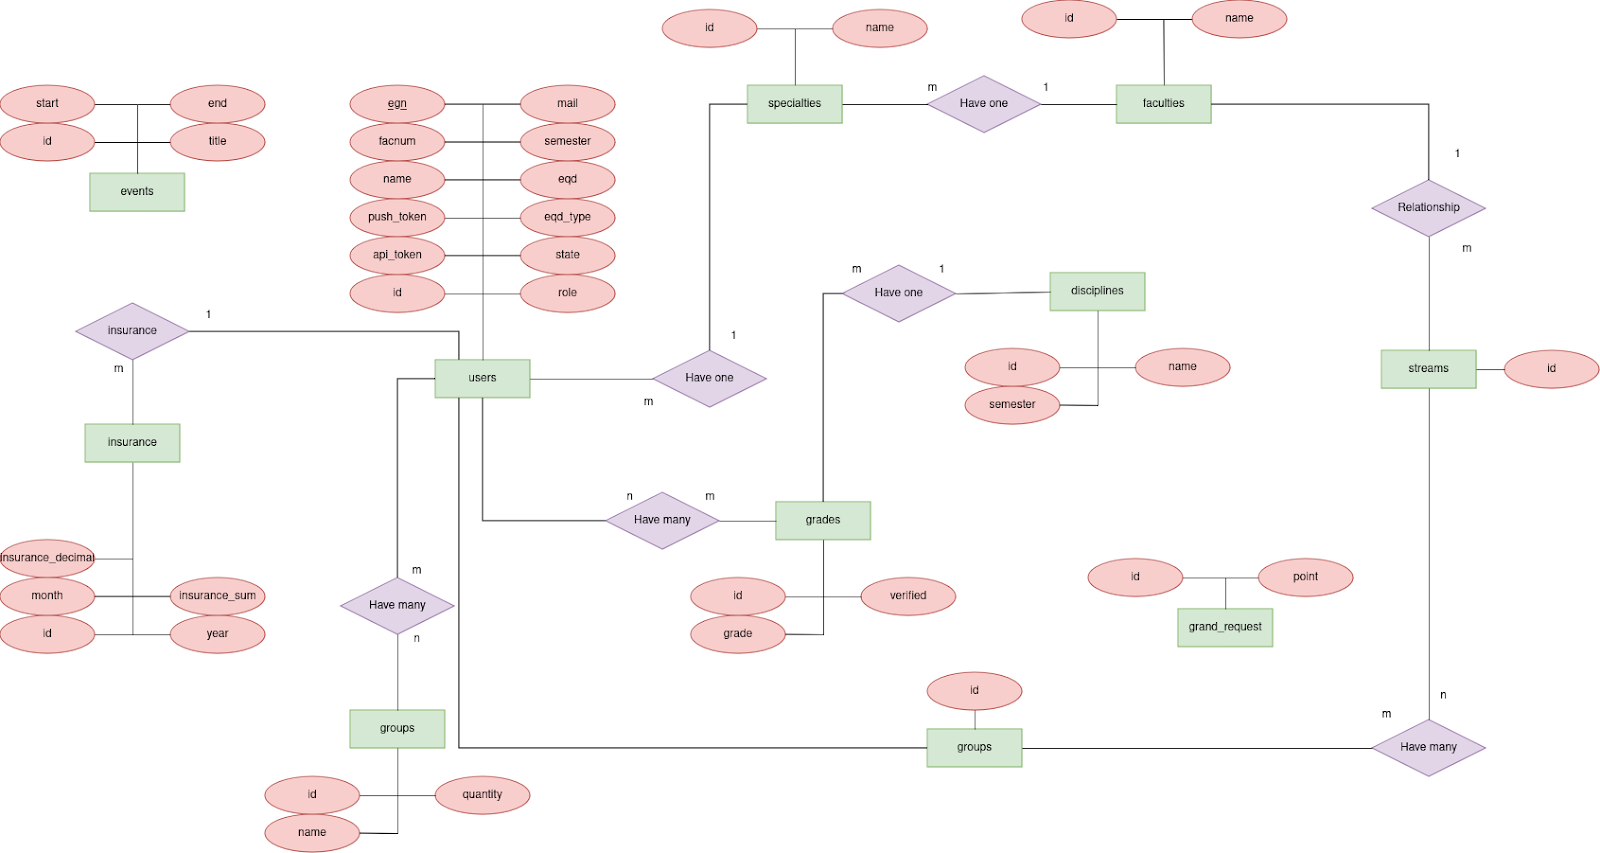 id
name
id
name
specialties
m
Have one
1
faculties
start
end
id
title
events
egn
mail
facnum
semester
name
eqd
push_token
eqd_type
api_token
state
id
role
1
Relationship
m
m
1
Have one
disciplines
id
name
semester
insurance
1
m
users
1
Have one
m
streams
id
insurance
n
m
Have many
grades
id
verified
grade
insurance_decimal
month
insurance_sum
id
year
m
Have many
n
id
point
grand_request
groups
id
quantity
name
id
groups
m
n
Have many